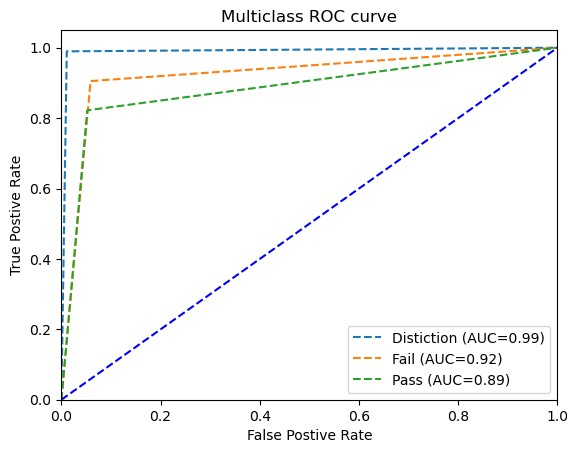 Multiclass ROC curve
True Postive Rate
1.0
0.8
0.6
0.4
0.2
0.0
Distiction (AUC=0.99)
Fail (AUC=0.92)
Pass (AUC=0.89)
0.0 0.2 0.4 0.6 0.8 1.0
False Postive Rate